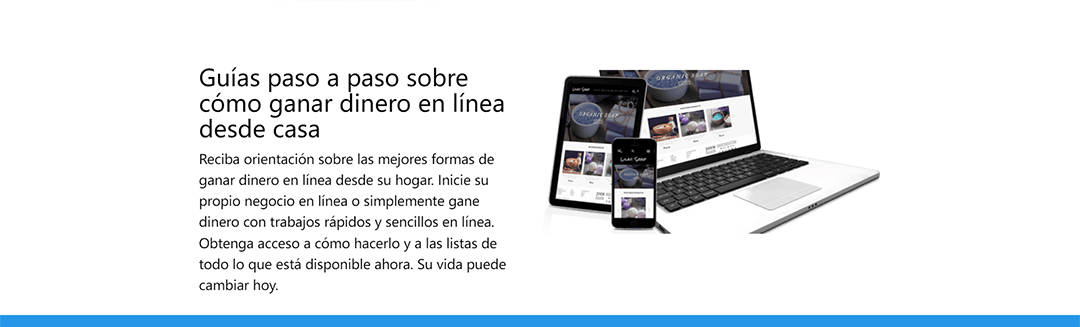 Guías paso a paso sobre
cómo ganar dinero en línea
desde casa
Reciba orientación sobre las mejores formas de
ganar dinero en línea desde su hogar. Inicie su
propio negocio en línea o simplemente gane
dinero con trabajos rápidos y sencillos en línea.
Obtenga acceso a cómo hacerlo y a las listas de
todo lo que está disponible ahora. Su vida puede
cambiar hoy.
ORGANIC SOAP
ORGANIC SOAP